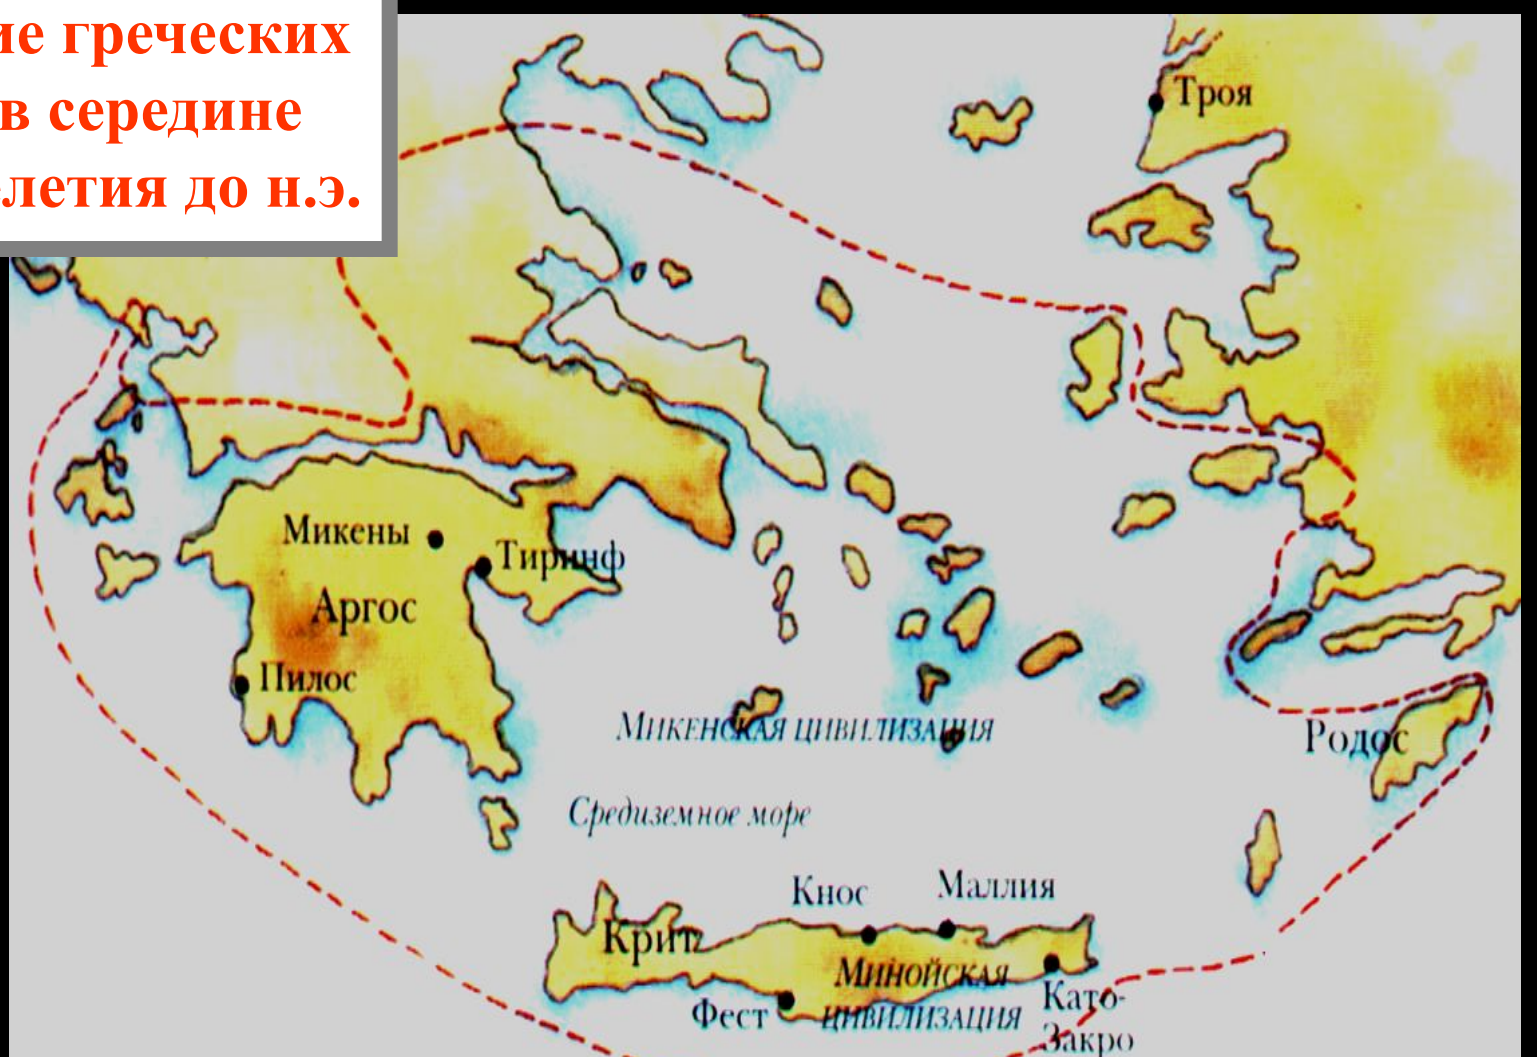 ие греческих
в середине
летия до н.э.
Троя
Микены
Тиринф
Аргос
Пилос
МИКЕНСКАЯ ЦИВИЛИЗАЦИЯ
Родос
Средиземное море
Кнос
Маллия
Крит
МИНОЙСКАЯ
ЦИВИЛИЗАЦИЯ
Фест
Като-
Закро